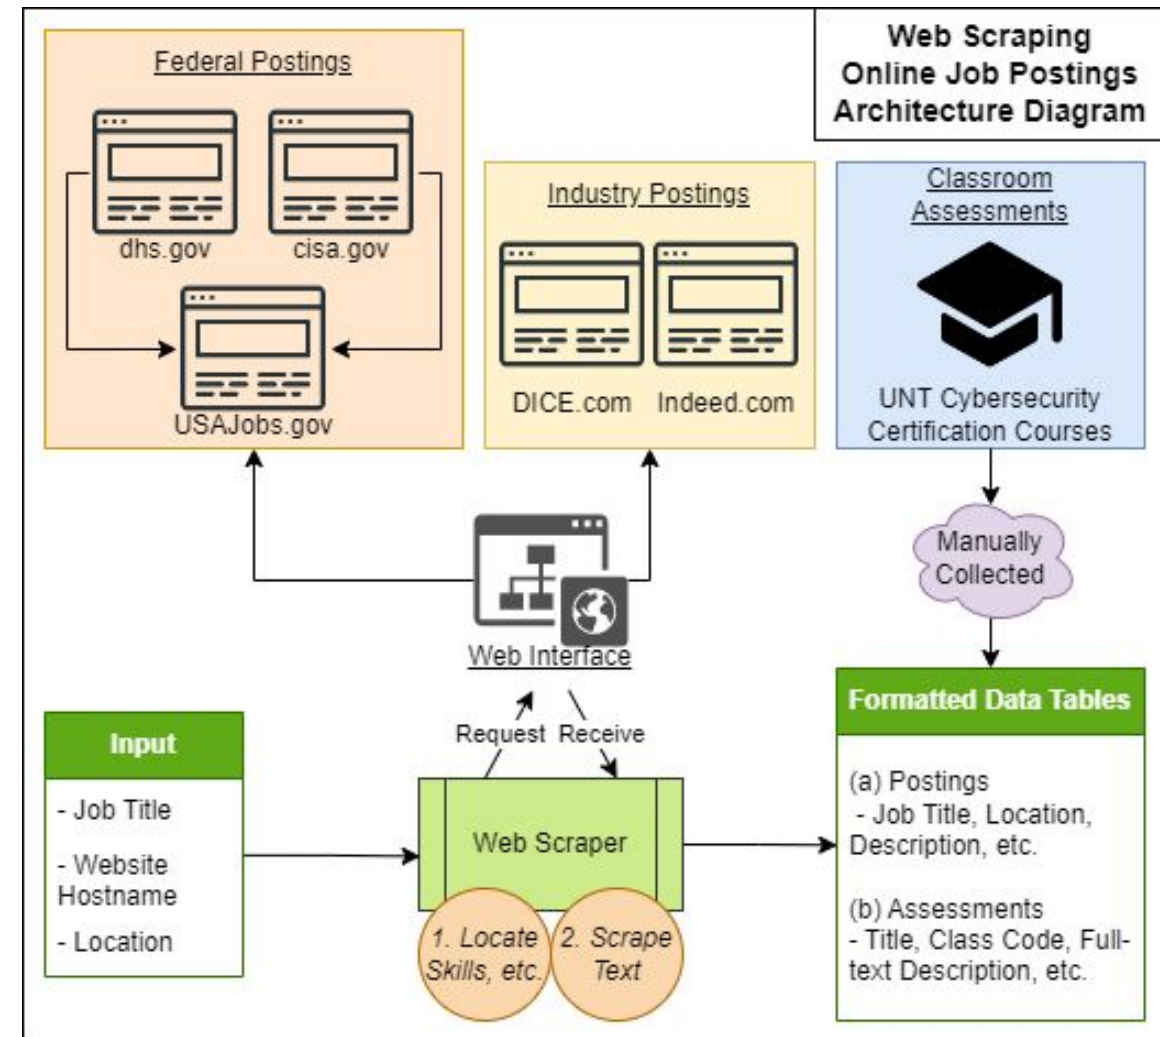 Web Scraping
Online Job Postings
Architecture Diagram
Federal Postings
dhs.gov
cisa.gov
USAJobs.gov
Industry Postings
DICE.com
Indeed.com
Classroom
Assessments
UNT Cybersecurity
Certification Courses
Manually
Collected
Web Interface
Request
Receive
Input
- Job Title
- Website
Hostname
- Location
Web Scraper
1. Locate
Skills, etc.
2. Scrape
Text
Formatted Data Tables
(a) Postings
- Job Title, Location,
Description, etc.
(b) Assessments
- Title, Class Code, Full-
text Description, etc.